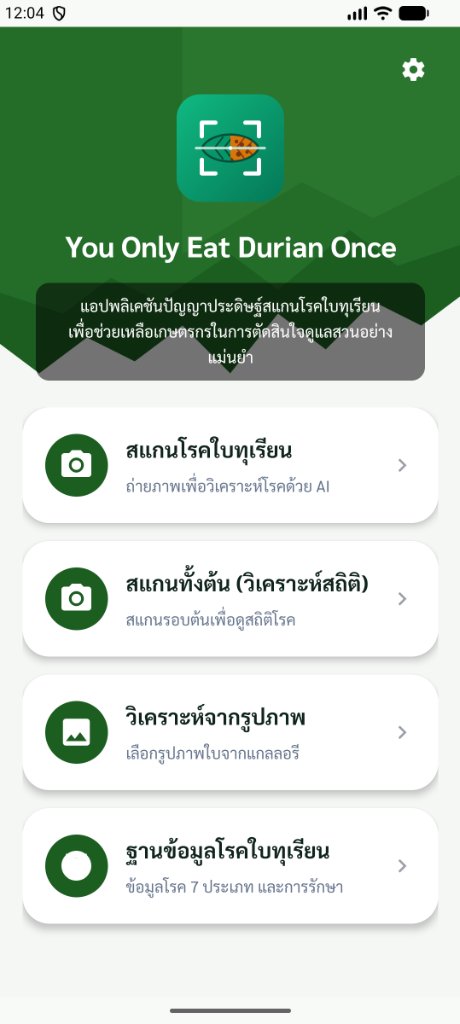 12:04
You Only Eat Durian Once
แอปพลิเคชันปัญญาประดิษฐ์สแกนโรคใบทุเรียน
เพื่อช่วยเหลือเกษตรกรในการตัดสินใจดูแลสวนอย่าง
แม่นยำ
สแกนโรคใบทุเรียน
ถ่ายภาพเพื่อวิเคราะห์โรคด้วย AI
สแกนทั้งต้น (วิเคราะห์สถิติ)
สแกนรอบต้นเพื่อดูสถิติโรค
วิเคราะห์จากรูปภาพ
เลือกรูปภาพใบจากแกลลอรี
ฐานข้อมูลโรคใบทุเรียน
ข้อมูลโรค 7 ประเภท และการรักษา